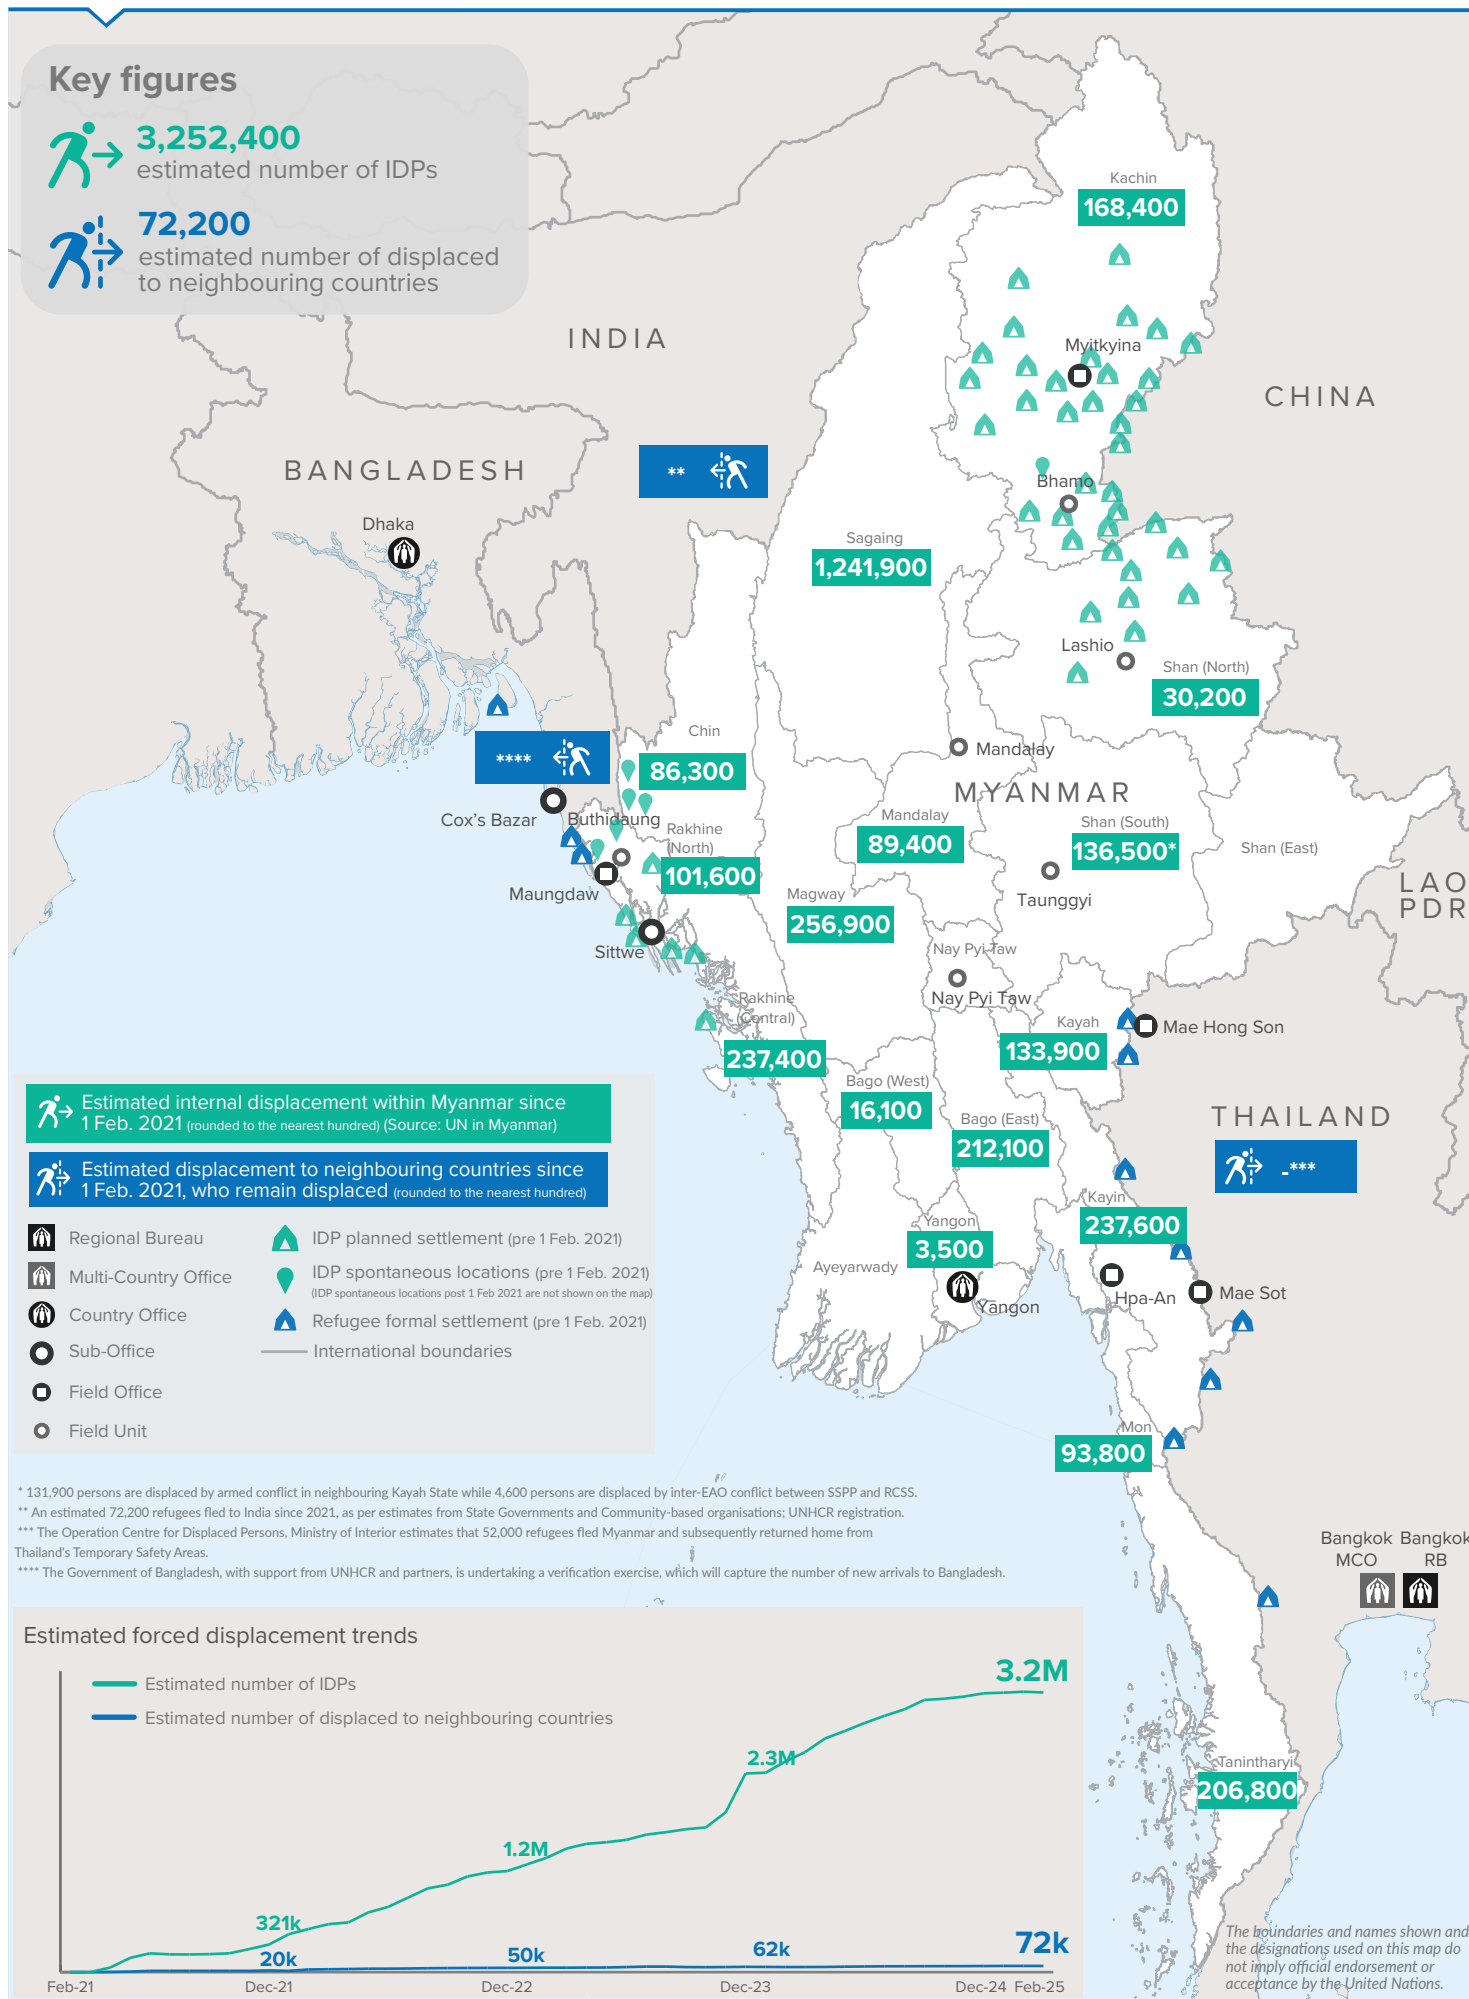 Key figures
3,252,400
estimated number of IDPs
72,200
estimated number of displaced
to neighbouring countries
INDIA
CHINA
BANGLADESH
Dhaka
**
Kachin
168,400
Myitkyina
Bhamo
Sagaing
1,241,900
Lashio
Shan (North)
30,200
Chin
86,300
****
Cox's Bazar
Buthidaung
Rakhine
(North)
101,600
Maungdaw
Sittwe
Mandalay
MYANMAR
Mandalay
89,400
Shan (South)
136,500*
Shan (East)
Taunggyi
LAO
PDR
Magway
256,900
Nay Pyi Taw
Nay Pyi Taw
Rakhine
(Central)
237,400
Kayah
133,900
Mae Hong Son
Bago (West)
16,100
Bago (East)
212,100
THAILAND
-***
Kayin
237,600
Yangon
3,500
Ayeyarwady
Yangon
Hpa-An
Mae Sot
Mon
93,800
Estimated internal displacement within Myanmar since
1 Feb. 2021 (rounded to the nearest hundred) (Source: UN in Myanmar)
Estimated displacement to neighbouring countries since
1 Feb. 2021, who remain displaced (rounded to the nearest hundred)
Regional Bureau
Multi-Country Office
Country Office
Sub-Office
Field Office
Field Unit
IDP planned settlement (pre 1 Feb. 2021)
IDP spontaneous locations (pre 1 Feb. 2021)
(IDP spontaneous locations post 1 Feb 2021 are not shown on the map)
Refugee formal settlement (pre 1 Feb. 2021)
International boundaries
* 131,900 persons are displaced by armed conflict in neighbouring Kayah State while 4,600 persons are displaced by inter-EAO conflict between SSPP and RCSS.
** An estimated 72,200 refugees fled to India since 2021, as per estimates from State Governments and Community-based organisations; UNHCR registration.
*** The Operation Centre for Displaced Persons, Ministry of Interior estimates that 52,000 refugees fled Myanmar and subsequently returned home from
Thailand's Temporary Safety Areas.
**** The Government of Bangladesh, with support from UNHCR and partners, is undertaking a verification exercise, which will capture the number of new arrivals to Bangladesh.
Bangkok
MCO
Bangkok
RB
Tanintharyi
206,800
Estimated forced displacement trends
Estimated number of IDPs
Estimated number of displaced to neighbouring countries
3.2M
2.3M
1.2M
321k
20k
50k
62k
72k
Feb-21
Dec-21
Dec-22
Dec-23
Dec-24
Feb-25
The boundaries and names shown and
the designations used on this map do
not imply official endorsement or
acceptance by the United Nations.